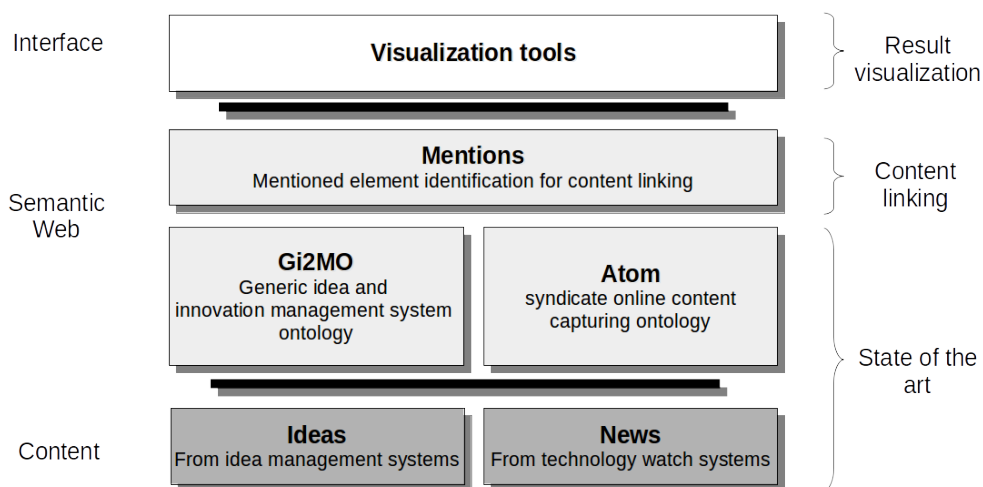 Interface
Visualization tools
Result
visualization
Mentions
Mentioned element identification for content linking
Content
linking
Semantic
Web
Gi2MO
Generic idea and
innovation management system
ontology
Atom
syndicate online content
capturing ontology
State of the
art
Content
Ideas
From idea management systems
News
From technology watch systems